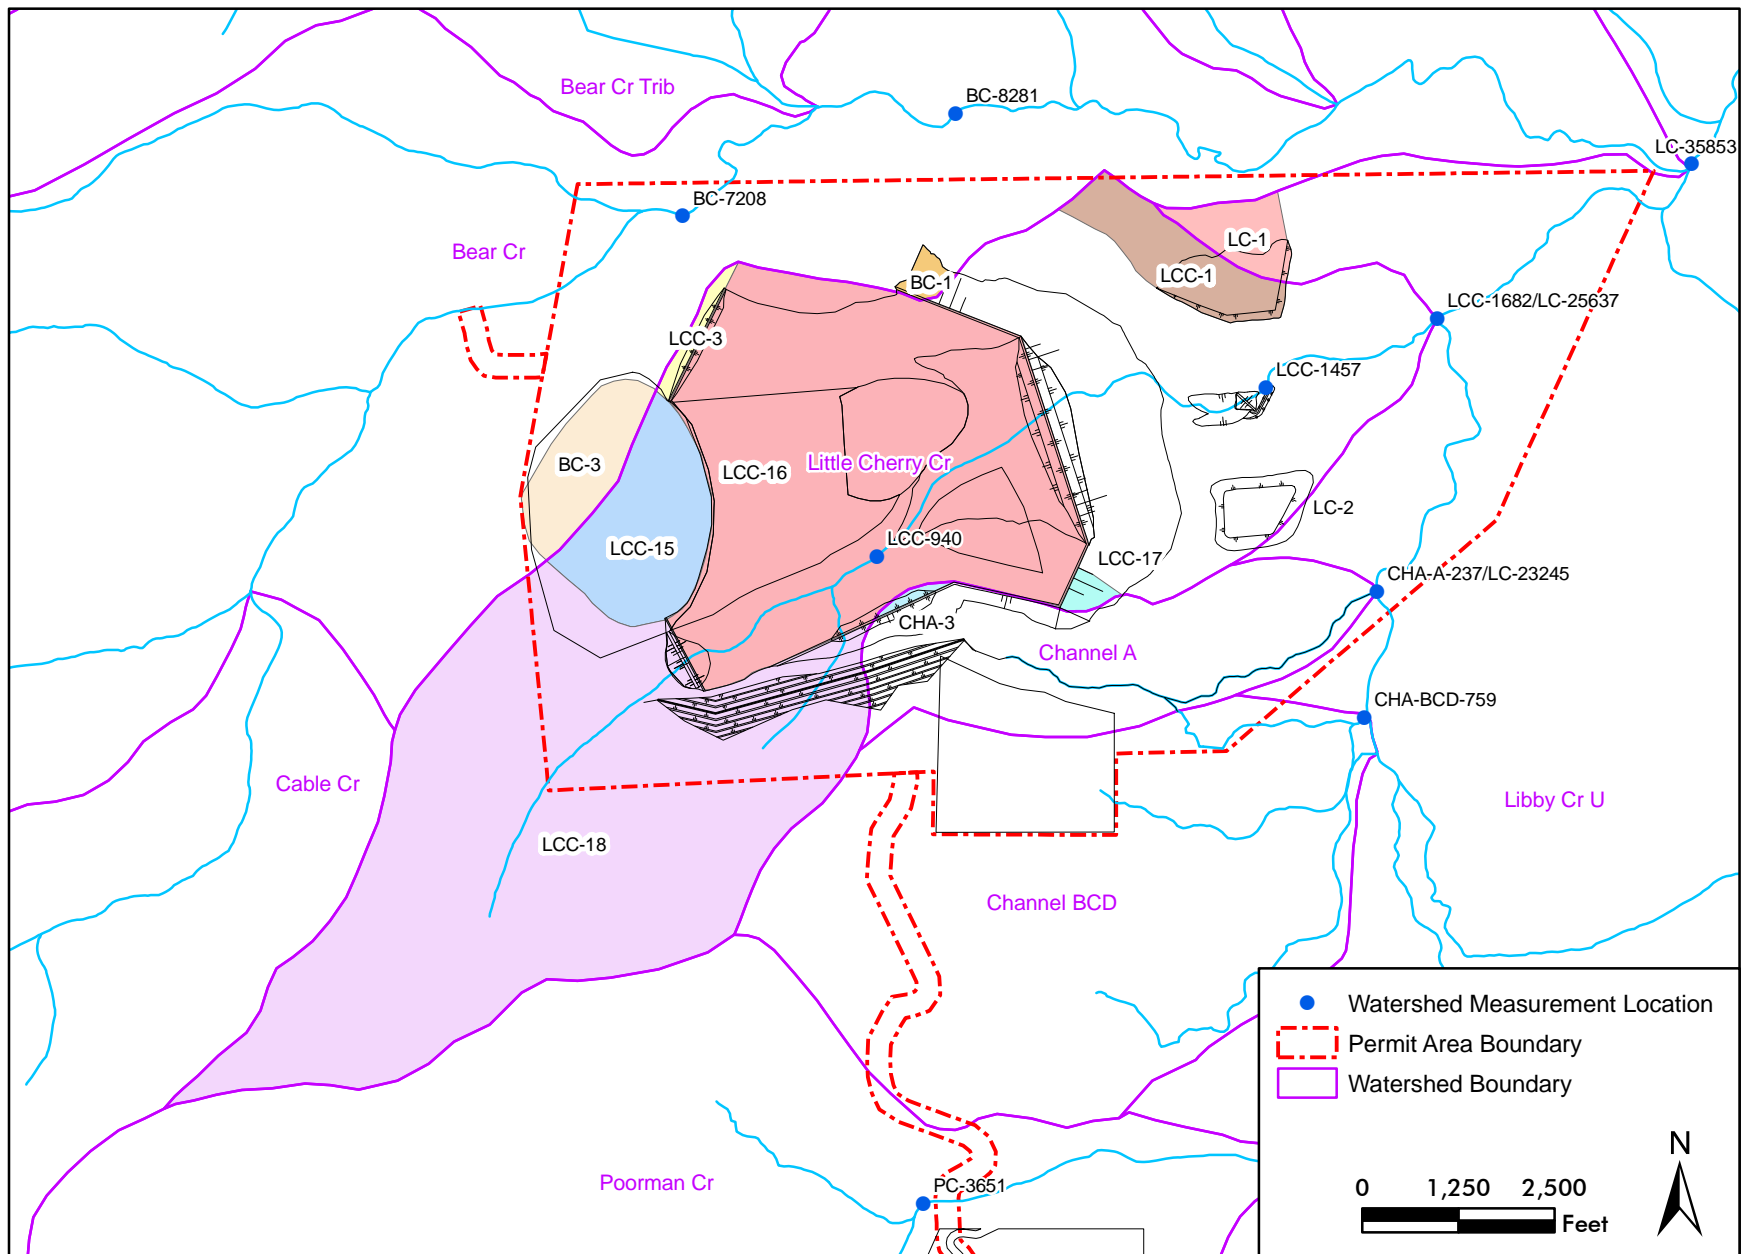 Bear Cr Trib
BC-8281
LC-35853
BC-7208
Bear Cr
LC-1
LCC-1
BC-1
LCC-1682/LC-25637
LCC-3
LCC-1457
BC-3
LCC-16
Little Cherry Cr
LC-2
LCC-15
LCC-940
LCC-17
CHA-A-237/LC-23245
CHA-3
Channel A
CHA-BCD-759
Cable Cr
Libby Cr U
LCC-18
Channel BCD
Watershed Measurement Location
Permit Area Boundary
Watershed Boundary
N
Poorman Cr
PC-3651
0 1,250 2,500
Feet